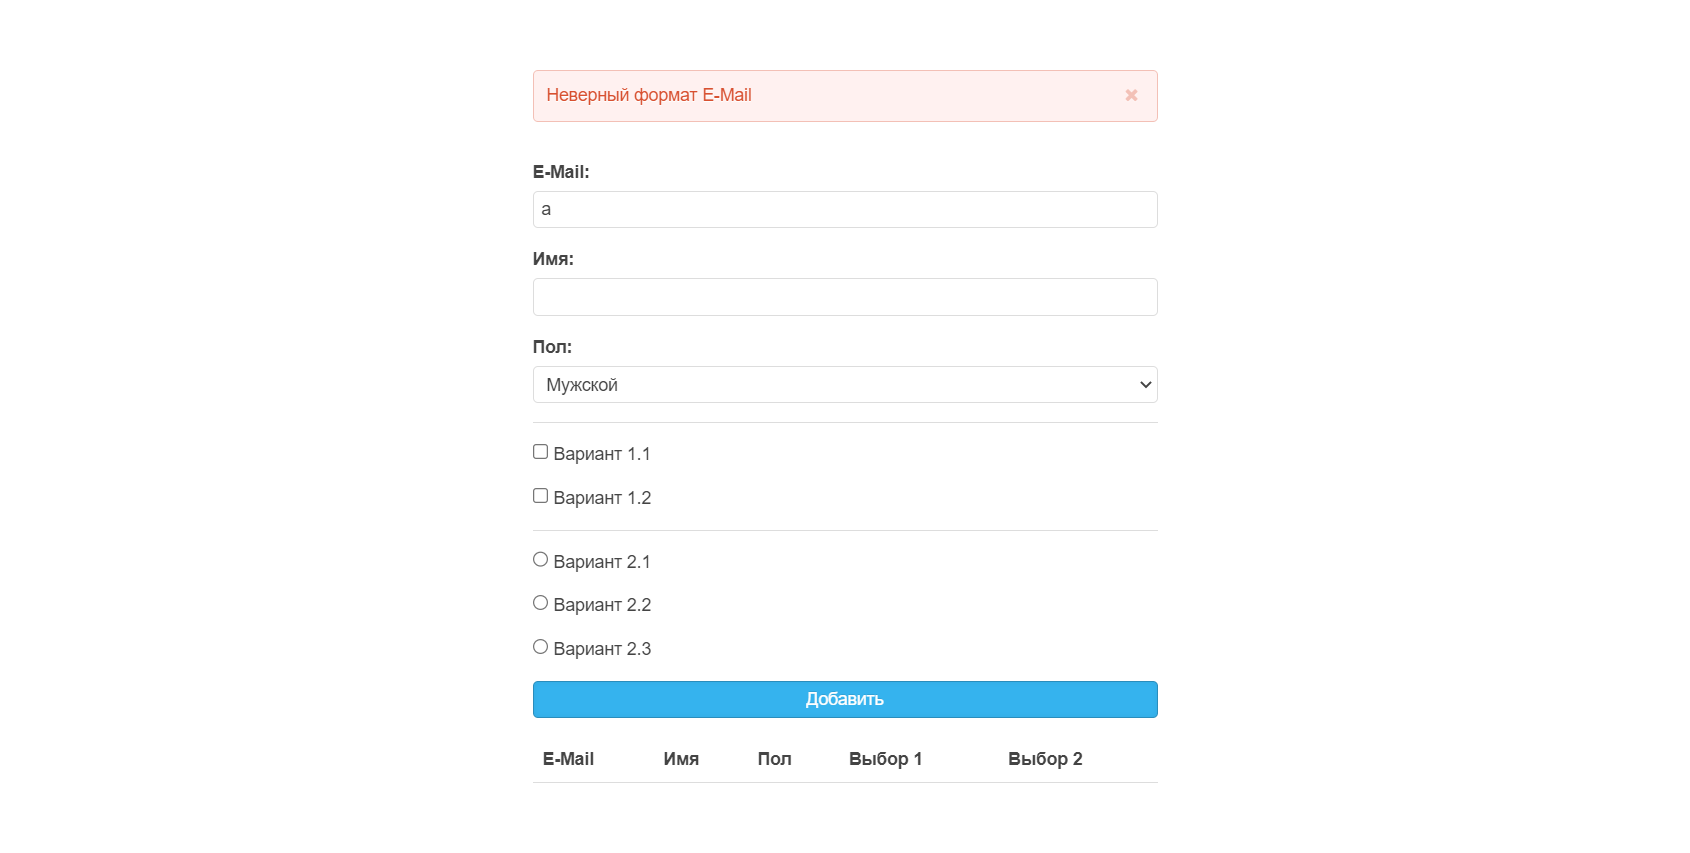 Неверный формат E-Mail
E-Mail:
a
Имя:
Пол:
Мужской
Вариант 1.1
Вариант 1.2
Вариант 2.1
Вариант 2.2
Вариант 2.3
Добавить
E-Mail Имя Пол Выбор 1 Выбор 2